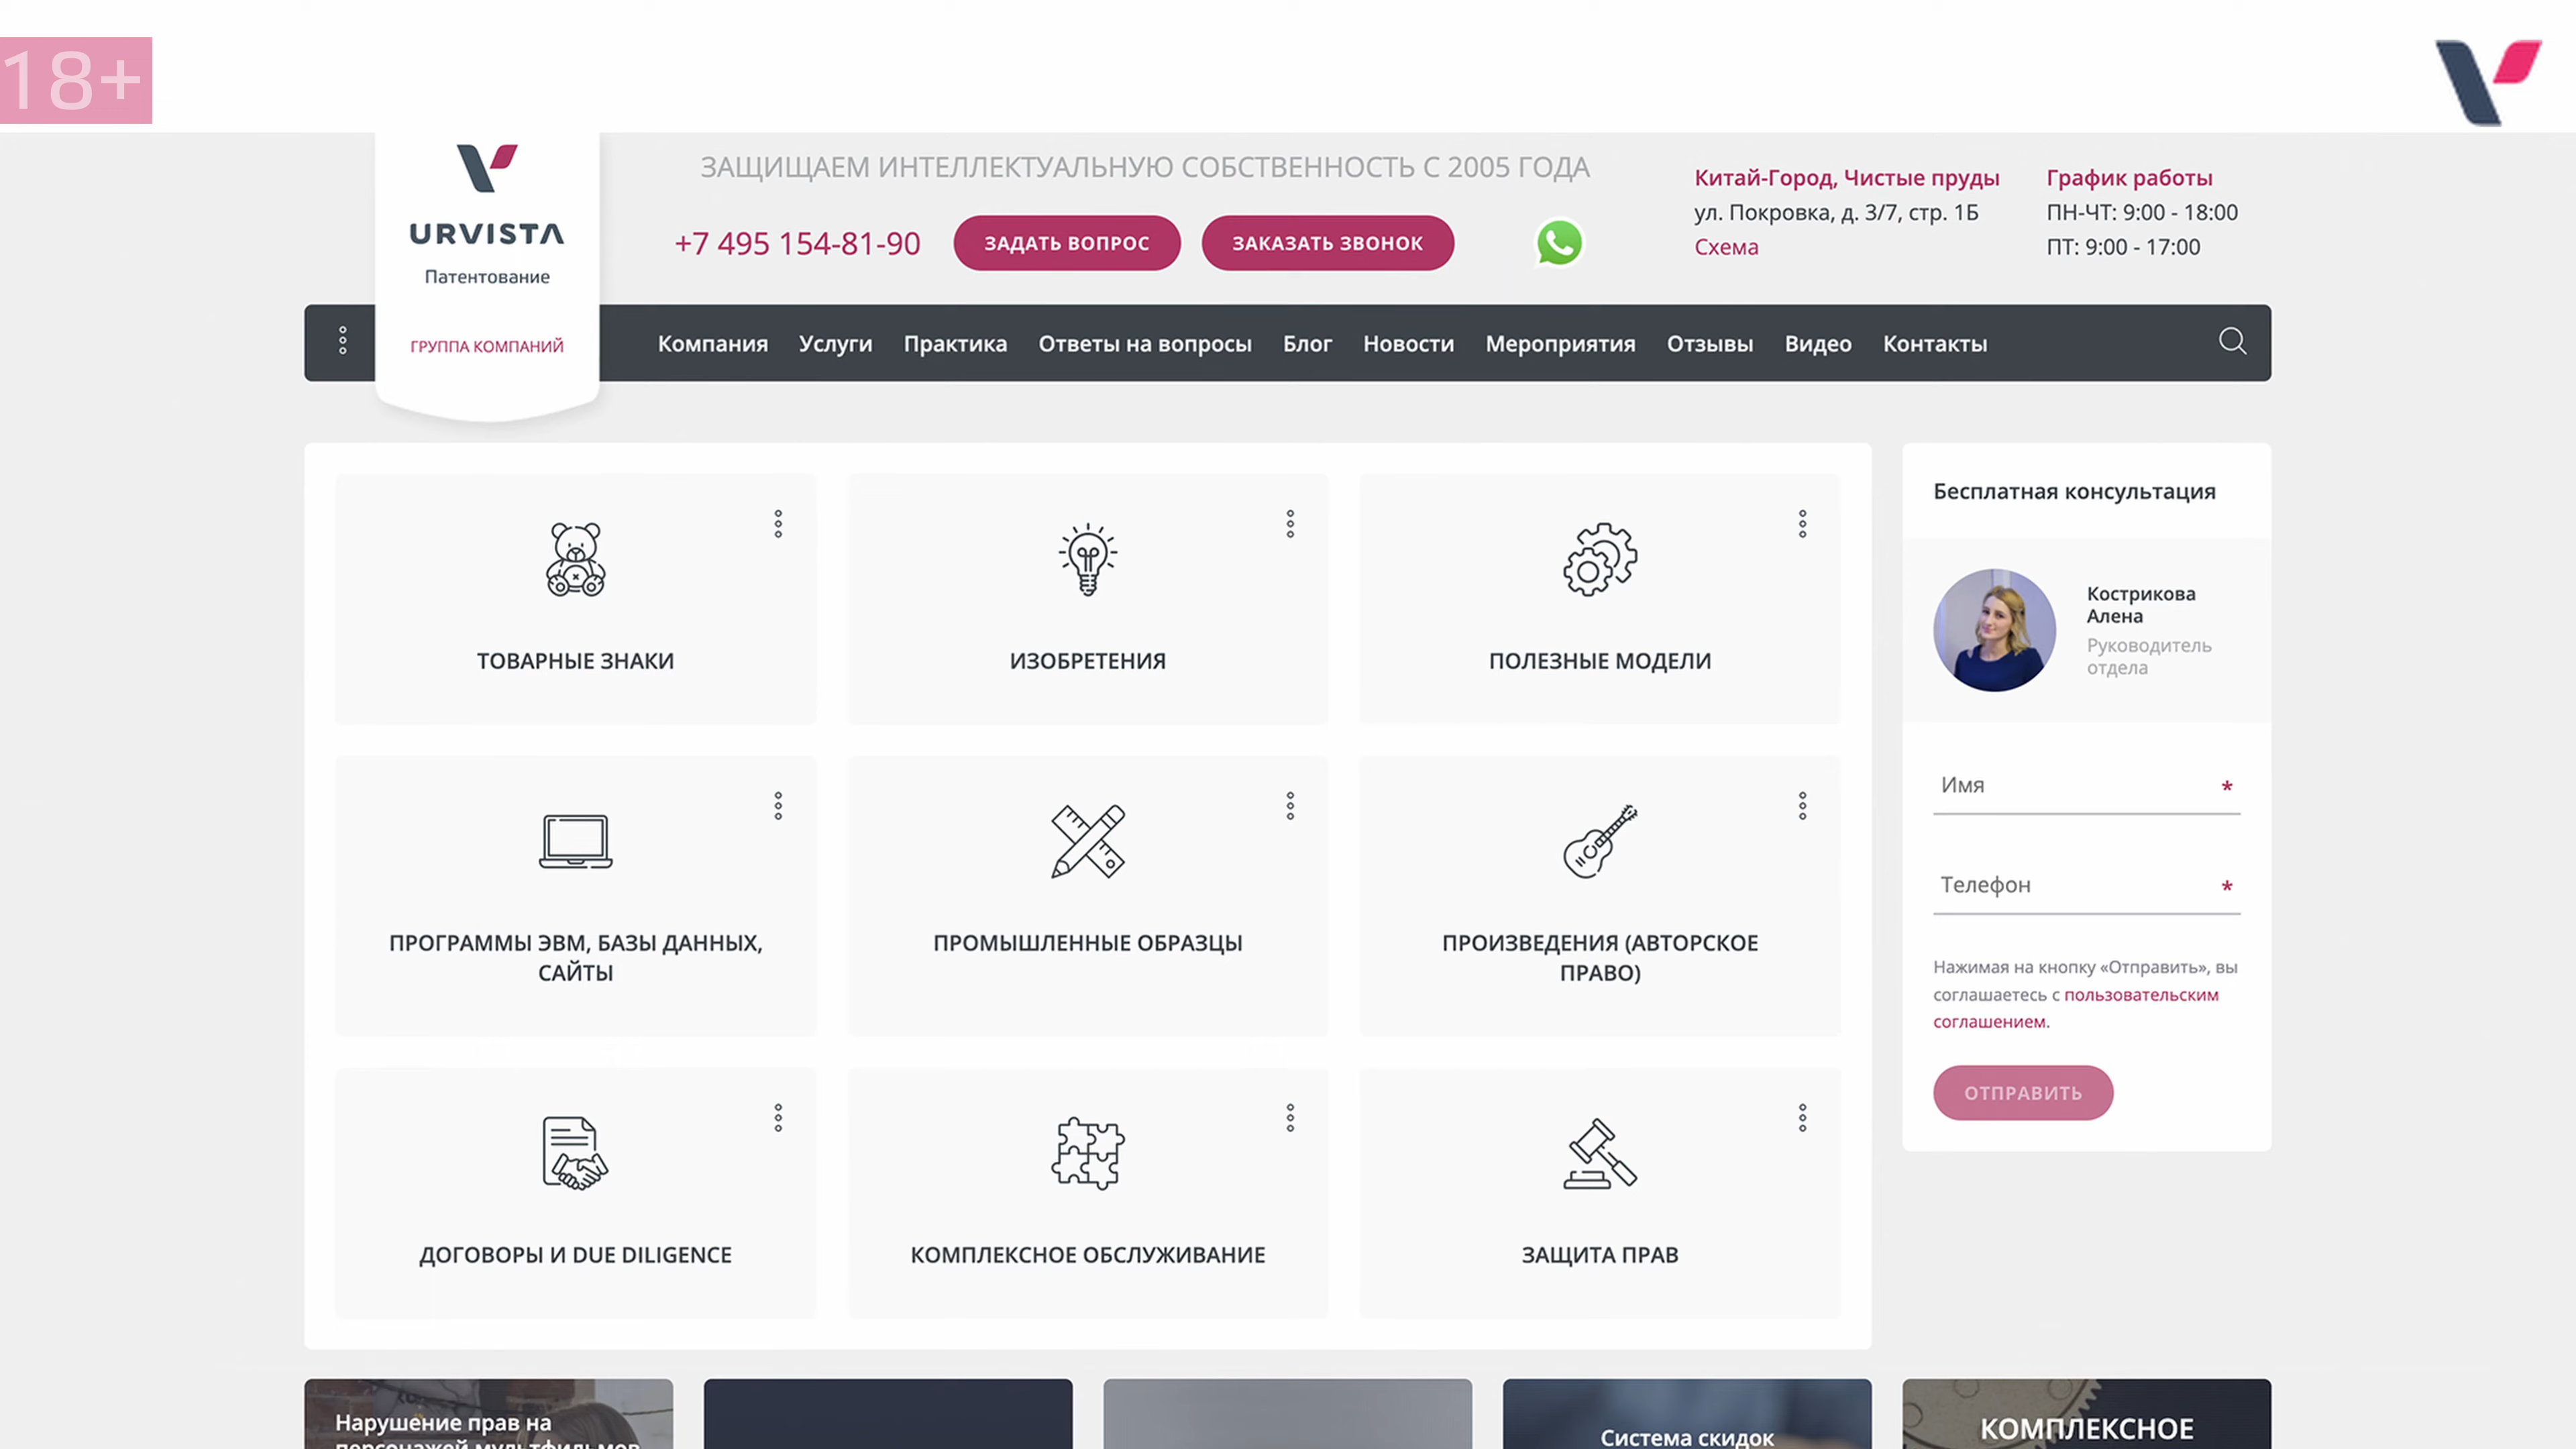 18+
ЗАЩИЩАЕМ ИНТЕЛЛЕКТУАЛЬНУЮ СОБСТВЕННОСТЬ С 2005 ГОДА
URVISTA
Патентование
ГРУППА КОМПАНИЙ
+7 495 154-81-90
ЗАДАТЬ ВОПРОС
ЗАКАЗАТЬ ЗВОНОК
Китай-Город, Чистые пруды
ул. Покровка, д. 3/7, стр. 1Б
Схема
График работы
ПН-ЧТ: 9:00 - 18:00
ПТ: 9:00 - 17:00
Компания Услуги Практика Ответы на вопросы Блог Новости Мероприятия Отзывы Видео Контакты
ТОВАРНЫЕ ЗНАКИ
ИЗОБРЕТЕНИЯ
ПОЛЕЗНЫЕ МОДЕЛИ
ПРОГРАММЫ ЭВМ, БАЗЫ ДАННЫХ,
САЙТЫ
ПРОМЫШЛЕННЫЕ ОБРАЗЦЫ
ПРОИЗВЕДЕНИЯ (АВТОРСКОЕ
ПРАВО)
ДОГОВОРЫ И DUE DILIGENCE
КОМПЛЕКСНОЕ ОБСЛУЖИВАНИЕ
ЗАЩИТА ПРАВ
Бесплатная консультация
Кострикова
Алена
Руководитель
отдела
Имя *
Телефон *
Нажимая на кнопку «Отправить», вы
соглашаетесь с пользовательским
соглашением.
ОТПРАВИТЬ
Нарушение прав на
персонажей мультфильмов
Система скидок
КОМПЛЕКСНОЕ